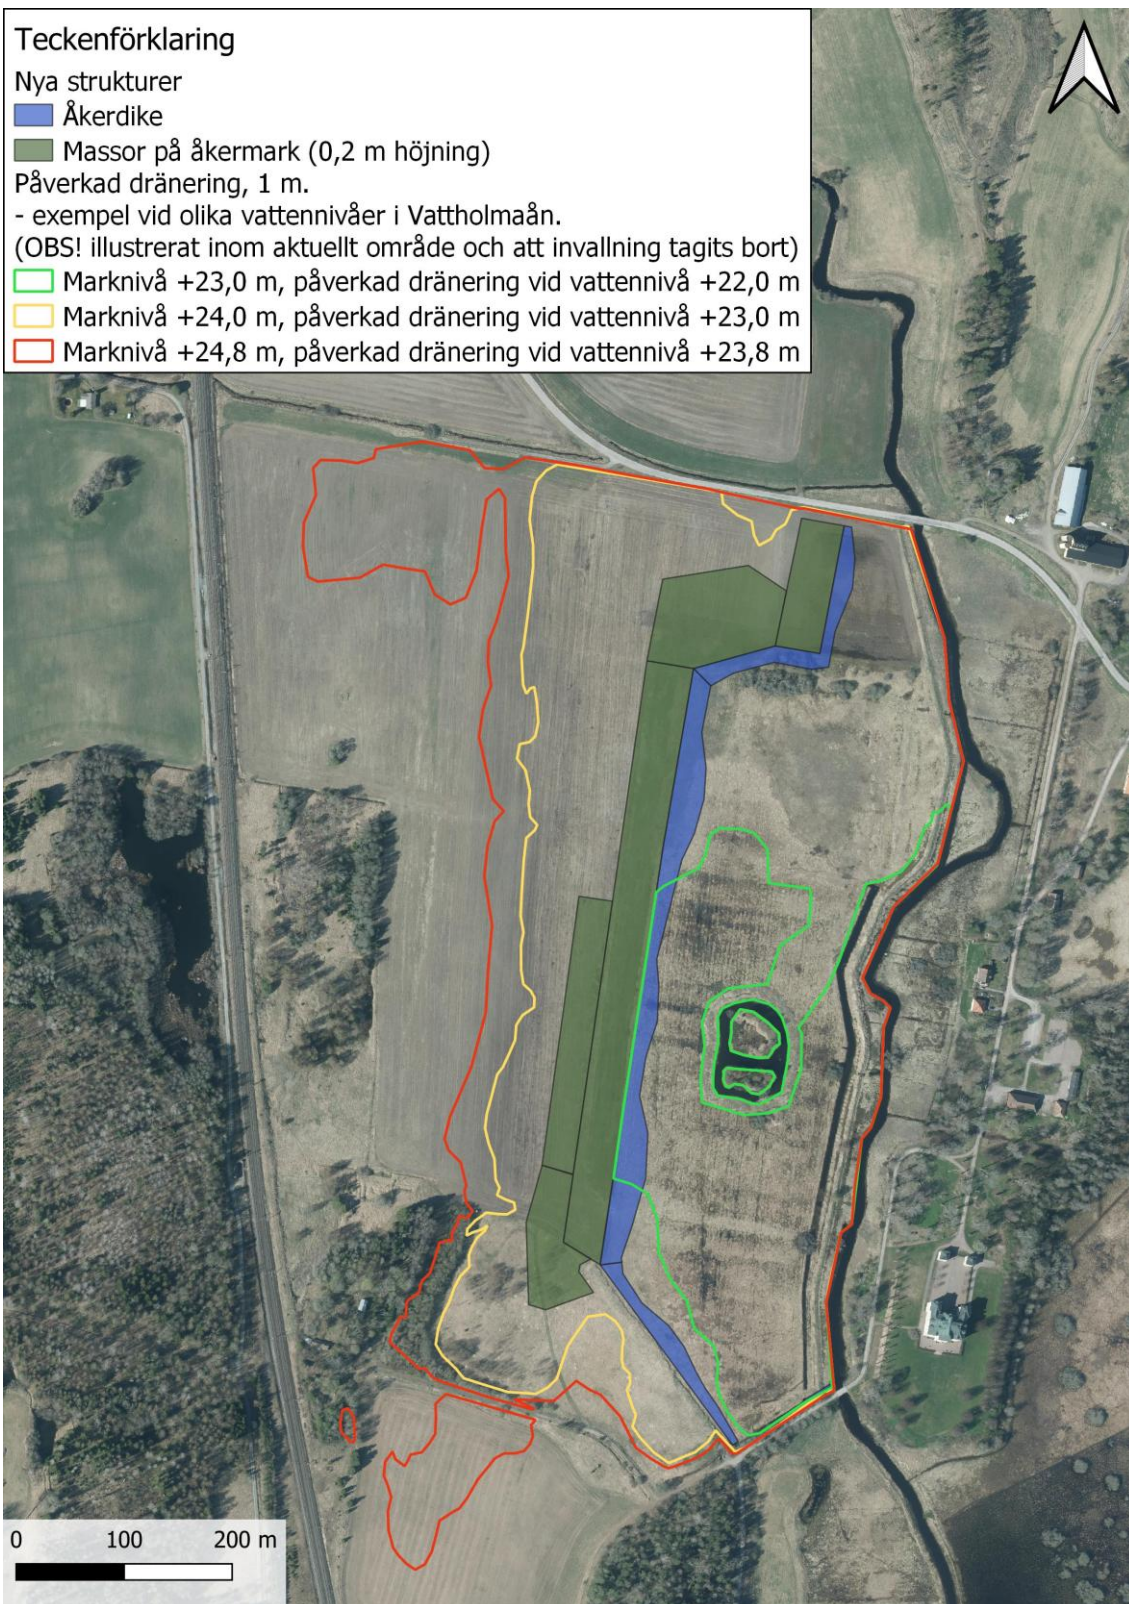 Teckenförklaring
Nya strukturer
Åkerdike
Massor på åkermark (0,2 m höjning)
Påverkad dränering, 1 m.
- exempel vid olika vattennivåer i Vattholmaån.
(OBS! illustrerat inom aktuellt område och att invallning tagits bort)
Marknivå +23,0 m, påverkad dränering vid vattennivå +22,0 m
Marknivå +24,0 m, påverkad dränering vid vattennivå +23,0 m
Marknivå +24,8 m, påverkad dränering vid vattennivå +23,8 m
0 100 200 m